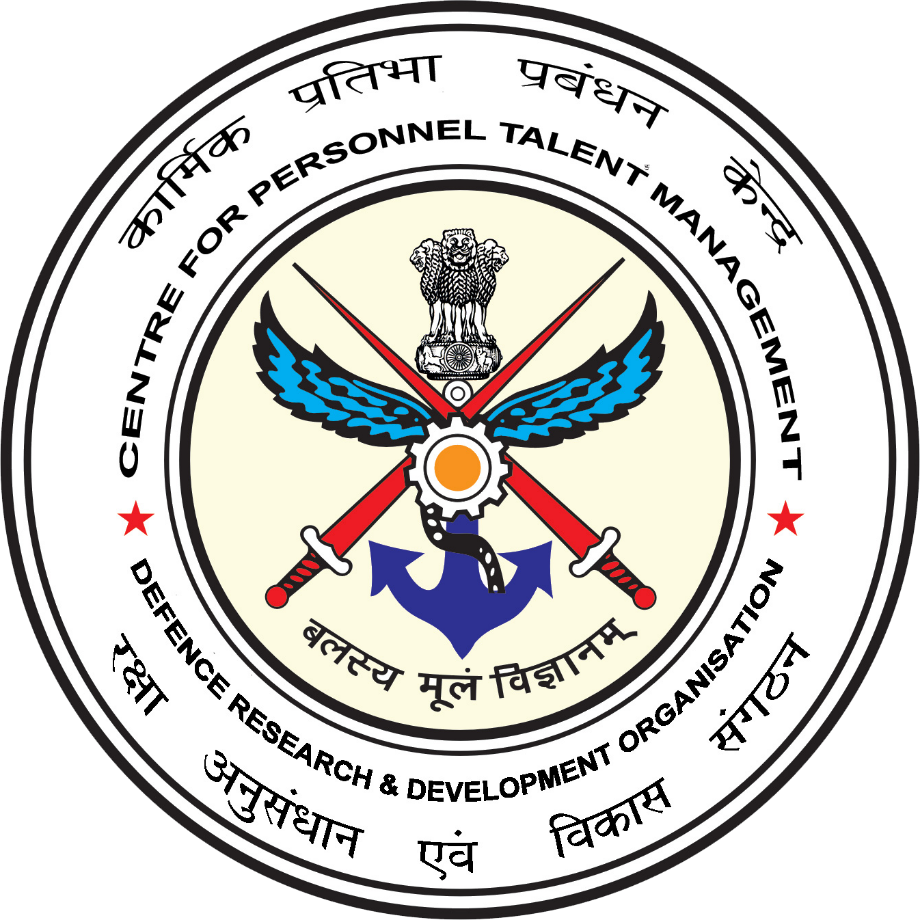 कार्मिक प्रतिभा प्रबंधन केन्द्र
CENTRE FOR PERSONNEL TALENT MANAGEMENT
बलस्य मूलं विज्ञानम्
DEFENCE RESEARCH & DEVELOPMENT ORGANISATION
रक्षा अनुसंधान एवं विकास संगठन